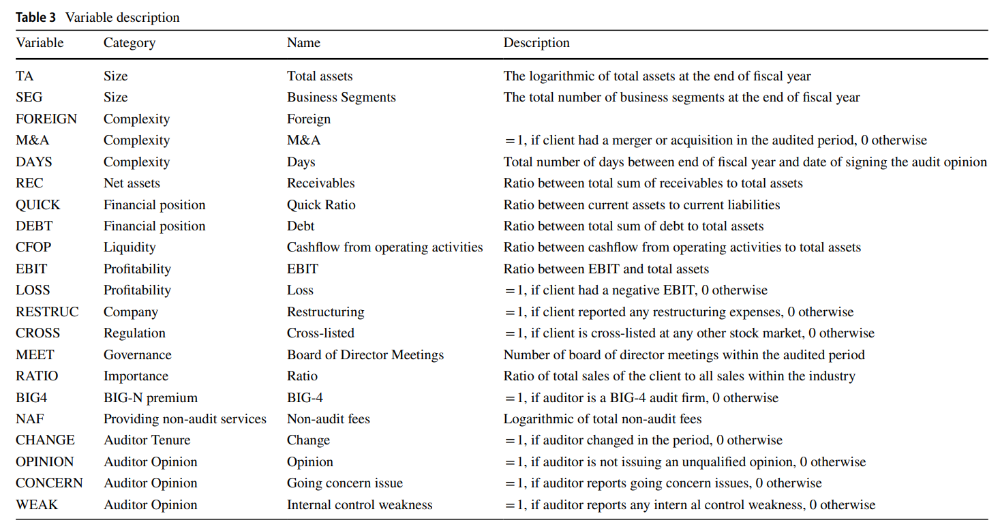 Table 3 Variable description
Variable Category Name Description
TA Size Total assets The logarithmic of total assets at the end of fiscal year
SEG Size Business Segments The total number of business segments at the end of fiscal year
FOREIGN Complexity Foreign
M&A Complexity M&A =1, if client had a merger or acquisition in the audited period, 0 otherwise
DAYS Complexity Days Total number of days between end of fiscal year and date of signing the audit opinion
REC Net assets Receivables Ratio between total sum of receivables to total assets
QUICK Financial position Quick Ratio Ratio between current assets to current liabilities
DEBT Financial position Debt Ratio between total sum of debt to total assets
CFOP Liquidity Cashflow from operating activities Ratio between cashflow from operating activities to total assets
EBIT Profitability EBIT Ratio between EBIT and total assets
LOSS Profitability Loss =1, if client had a negative EBIT, 0 otherwise
RESTRUC Company Restructuring =1, if client reported any restructuring expenses, 0 otherwise
CROSS Regulation Cross-listed =1, if client is cross-listed at any other stock market, 0 otherwise
MEET Governance Board of Director Meetings Number of board of director meetings within the audited period
RATIO Importance Ratio Ratio of total sales of the client to all sales within the industry
BIG4 BIG-N premium BIG-4 =1, if auditor is a BIG-4 audit firm, 0 otherwise
NAF Providing non-audit services Non-audit fees Logarithmic of total non-audit fees
CHANGE Auditor Tenure Change =1, if auditor changed in the period, 0 otherwise
OPINION Auditor Opinion Opinion =1, if auditor is not issuing an unqualified opinion, 0 otherwise
CONCERN Auditor Opinion Going concern issue =1, if auditor reports going concern issues, 0 otherwise
WEAK Auditor Opinion Internal control weakness =1, if auditor reports any intern al control weakness, 0 otherwise